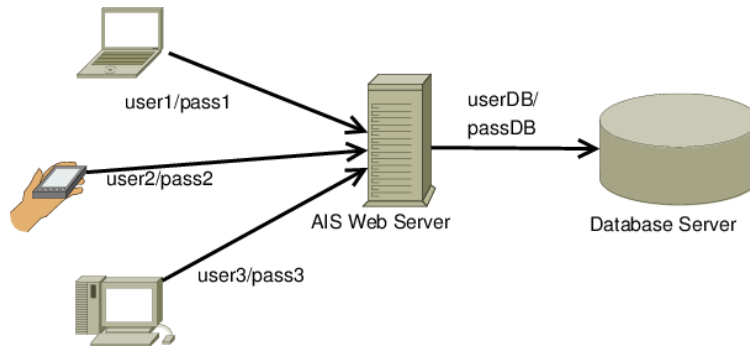 user1/pass1
userDB/
passDB
user2/pass2
AIS Web Server
Database Server
user3/pass3